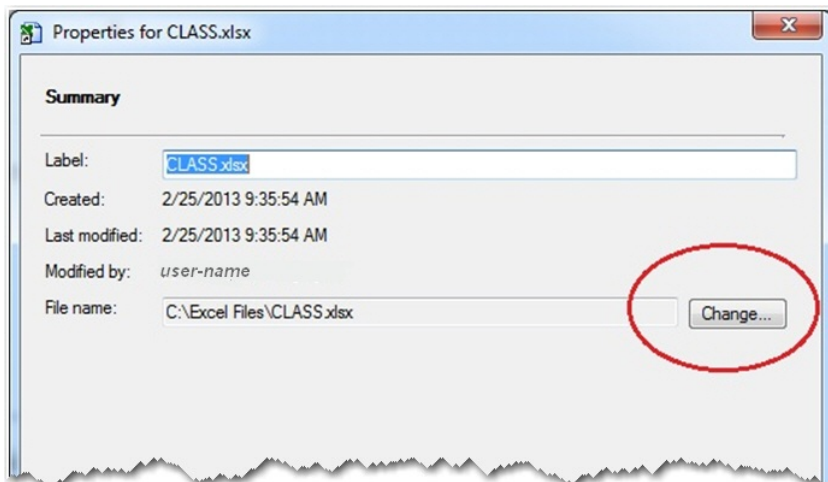 Properties for CLASS.xlsx
X
Summary
Label: CLASS.xlsx
Created: 2/25/2013 9:35:54 AM
Last modified: 2/25/2013 9:35:54 AM
Modified by: user-name
File name: C:\Excel Files\CLASS.xlsx Change...